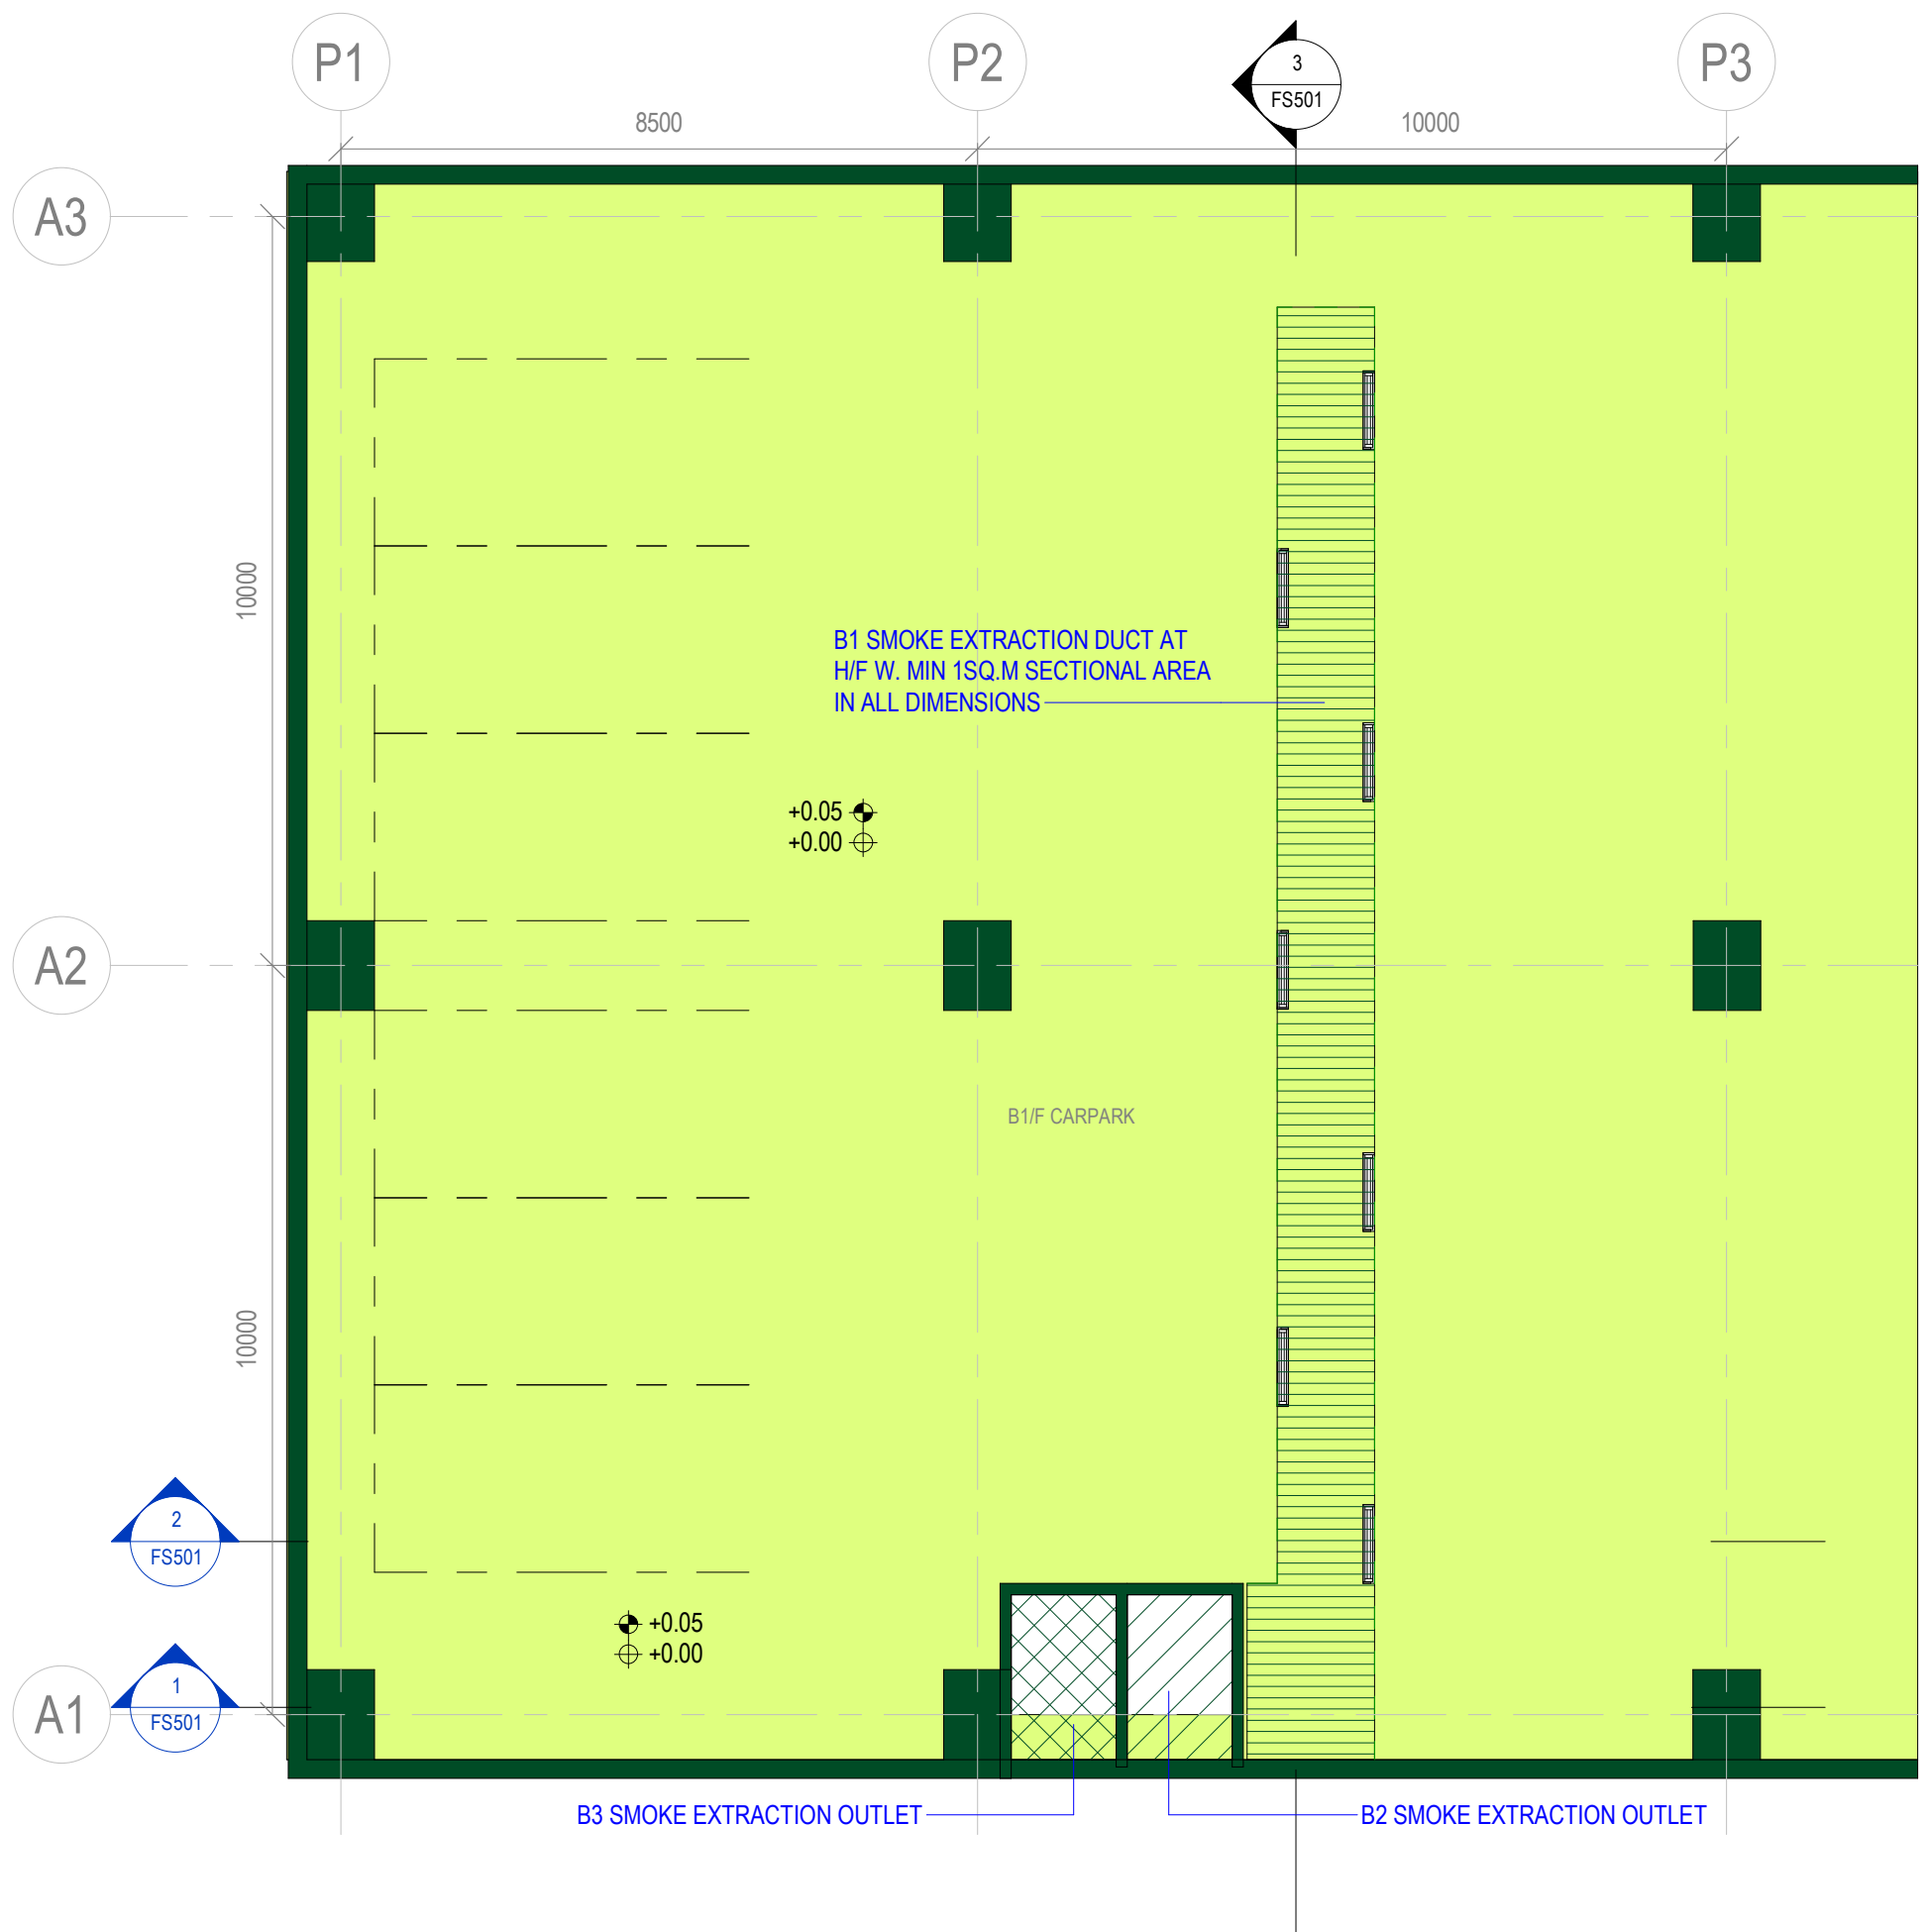 P1
P2
3
FS501
P3
8500
10000
A3
10000
B1 SMOKE EXTRACTION DUCT AT
H/F W. MIN 1SQ.M SECTIONAL AREA
IN ALL DIMENSIONS
+0.05
+0.00
A2
B1/F CARPARK
10000
2
FS501
+0.05
+0.00
1
FS501
A1
B3 SMOKE EXTRACTION OUTLET
B2 SMOKE EXTRACTION OUTLET